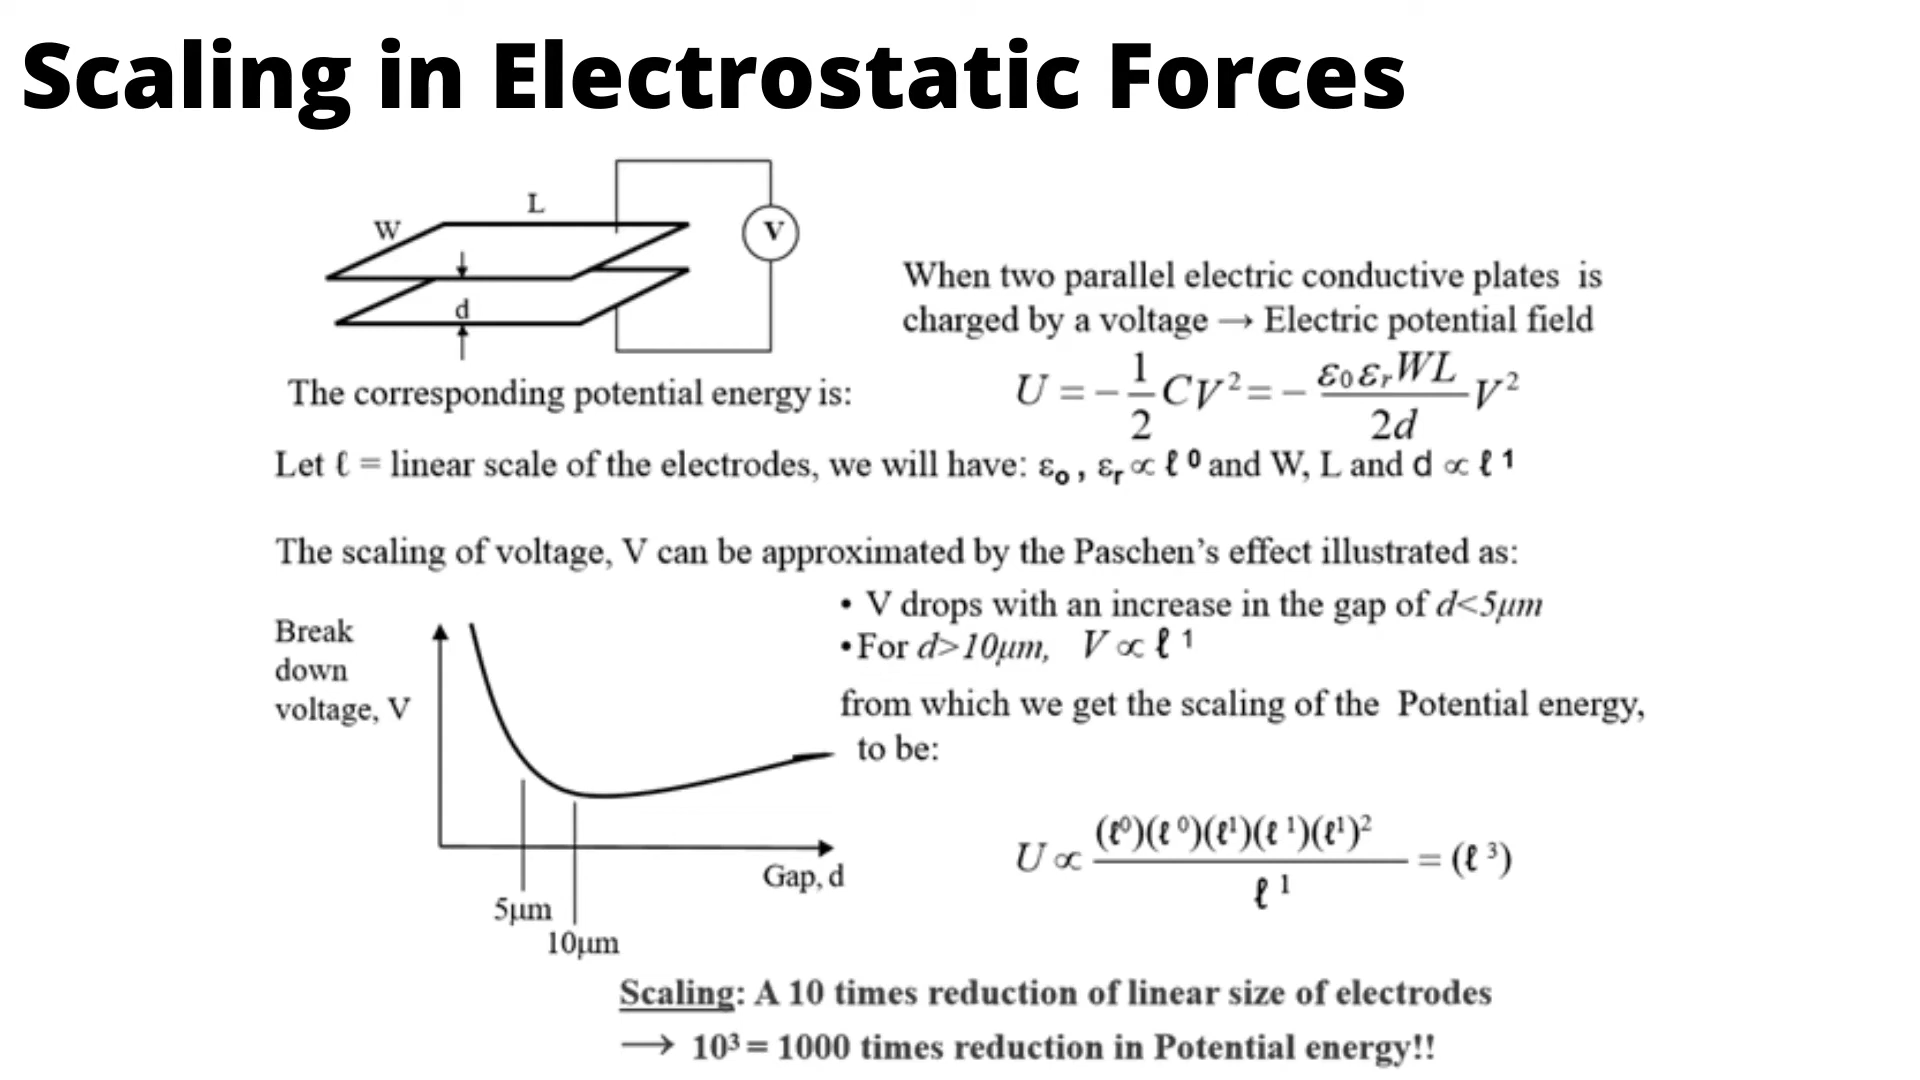 Scaling in Electrostatic Forces
L
W
V
d
When two parallel electric conductive plates is
charged by a voltage → Electric potential field
The corresponding potential energy is:
U = −1/2 CV² = − ε₀εᵣWL/2d V²
Let ℓ = linear scale of the electrodes, we will have: εₒ , εᵣ ∝ ℓ ⁰ and W, L and d ∝ ℓ ¹
The scaling of voltage, V can be approximated by the Paschen’s effect illustrated as:
• V drops with an increase in the gap of d<5μm
•For d>10μm, V ∝ ℓ ¹
from which we get the scaling of the Potential energy,
to be:
Break
down
voltage, V
Gap, d
5μm
10μm
U ∝ (ℓ⁰)(ℓ⁰)(ℓ¹)(ℓ¹)(ℓ¹)²/ℓ¹ = (ℓ³)
Scaling: A 10 times reduction of linear size of electrodes
→ 10³ = 1000 times reduction in Potential energy!!